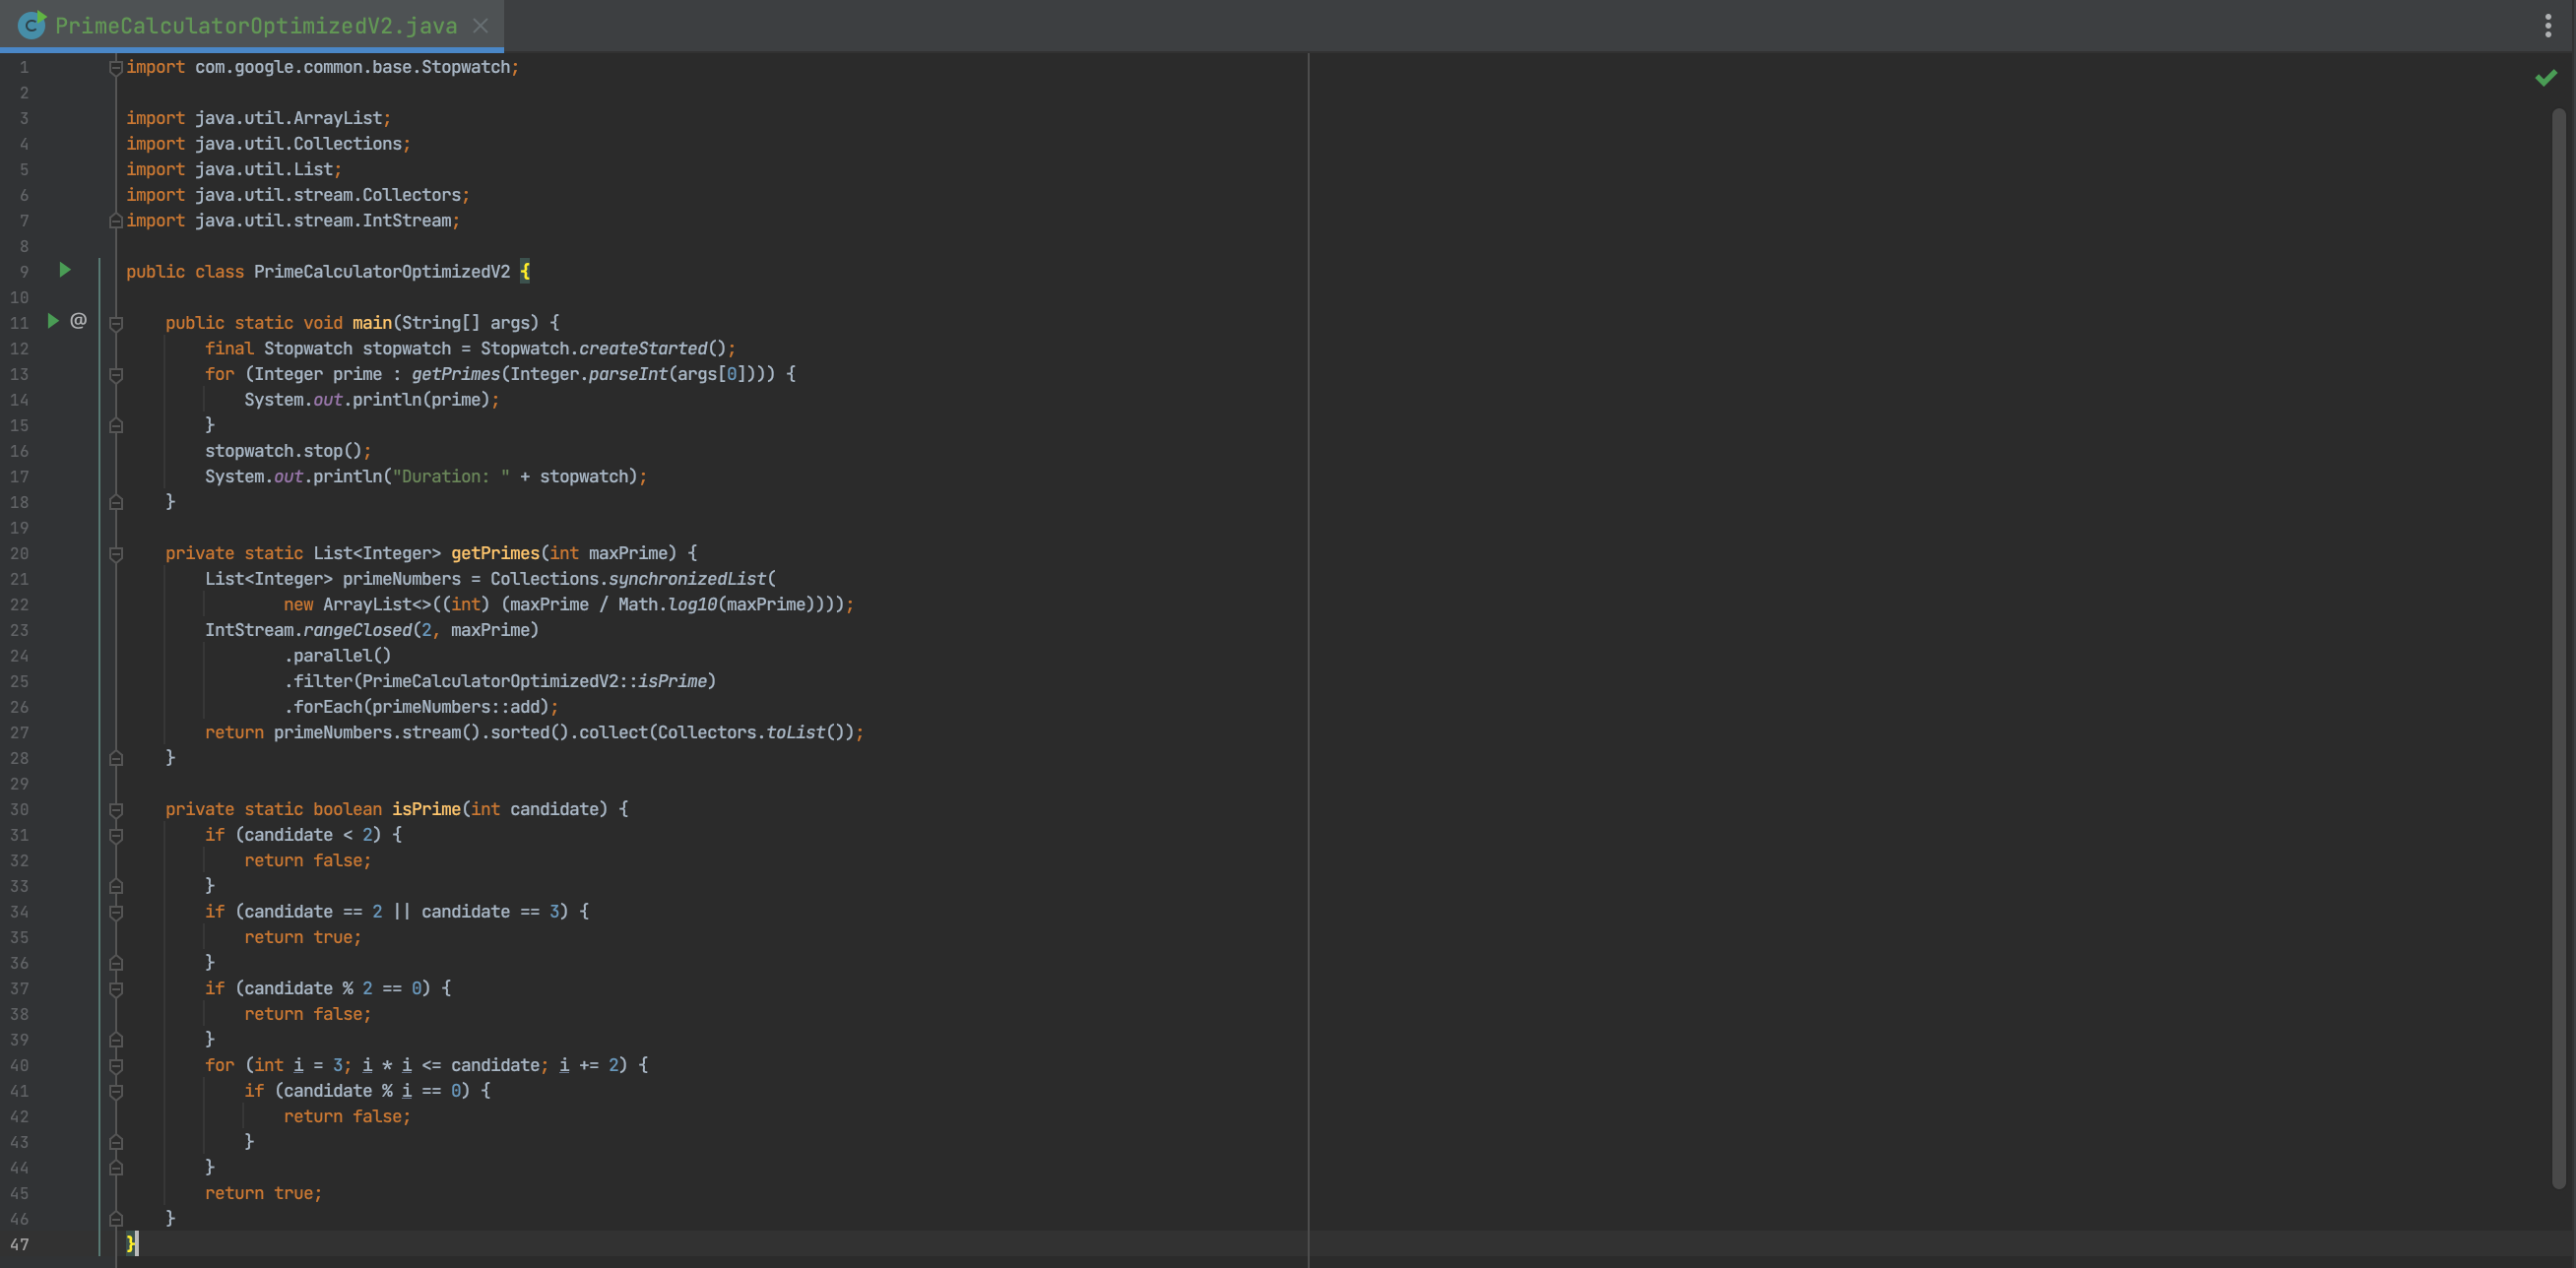 PrimeCalculatorOptimizedV2.java
1 import com.google.common.base.Stopwatch;
2
3 import java.util.ArrayList;
4 import java.util.Collections;
5 import java.util.List;
6 import java.util.stream.Collectors;
7 import java.util.stream.IntStream;
8
9 public class PrimeCalculatorOptimizedV2 {
10
11 @ public static void main(String[] args) {
12 final Stopwatch stopwatch = Stopwatch.createStarted();
13 for (Integer prime : getPrimes(Integer.parseInt(args[0]))) {
14 System.out.println(prime);
15 }
16 stopwatch.stop();
17 System.out.println("Duration: " + stopwatch);
18 }
19
20 private static List<Integer> getPrimes(int maxPrime) {
21 List<Integer> primeNumbers = Collections.synchronizedList(
22 new ArrayList<>((int) (maxPrime / Math.log10(maxPrime))));
23 IntStream.rangeClosed(2, maxPrime)
24 .parallel()
25 .filter(PrimeCalculatorOptimizedV2::isPrime)
26 .forEach(primeNumbers::add);
27 return primeNumbers.stream().sorted().collect(Collectors.toList());
28 }
29
30 private static boolean isPrime(int candidate) {
31 if (candidate < 2) {
32 return false;
33 }
34 if (candidate == 2 || candidate == 3) {
35 return true;
36 }
37 if (candidate % 2 == 0) {
38 return false;
39 }
40 for (int i = 3; i * i <= candidate; i += 2) {
41 if (candidate % i == 0) {
42 return false;
43 }
44 }
45 return true;
46 }
47 }